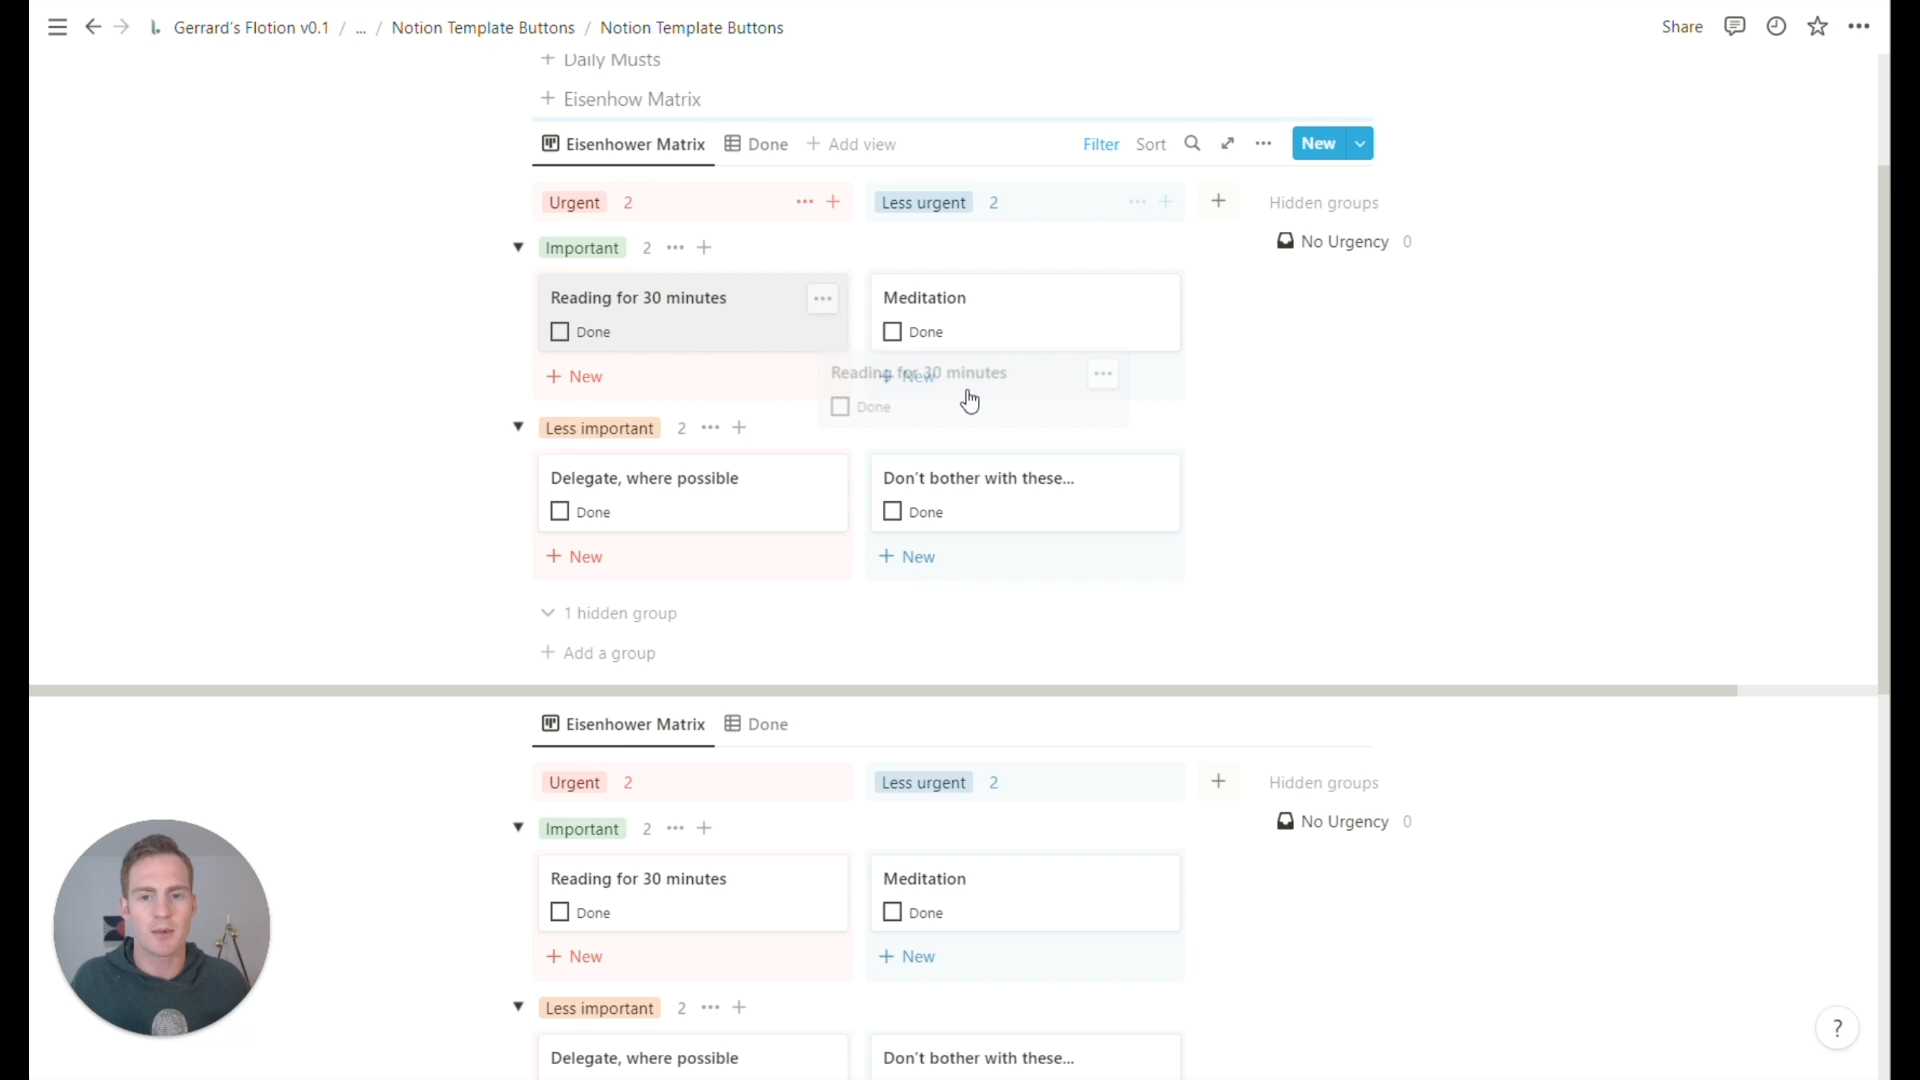 Gerrard's Flotion v0.1 / ... / Notion Template Buttons / Notion Template Buttons
Share
+ Daily Musts
+ Eisenhow Matrix
Eisenhower Matrix Done + Add view Filter Sort New
Urgent 2 Less urgent 2 Hidden groups
No Urgency 0
Important 2
Reading for 30 minutes Meditation
Done Done
+ New + New
Reading for 30 minutes
Done
Less important 2
Delegate, where possible Don't bother with these...
Done Done
+ New + New
1 hidden group
+ Add a group
Eisenhower Matrix Done
Urgent 2 Less urgent 2 Hidden groups
No Urgency 0
Important 2
Reading for 30 minutes Meditation
Done Done
+ New + New
Less important 2
Delegate, where possible Don't bother with these...
?